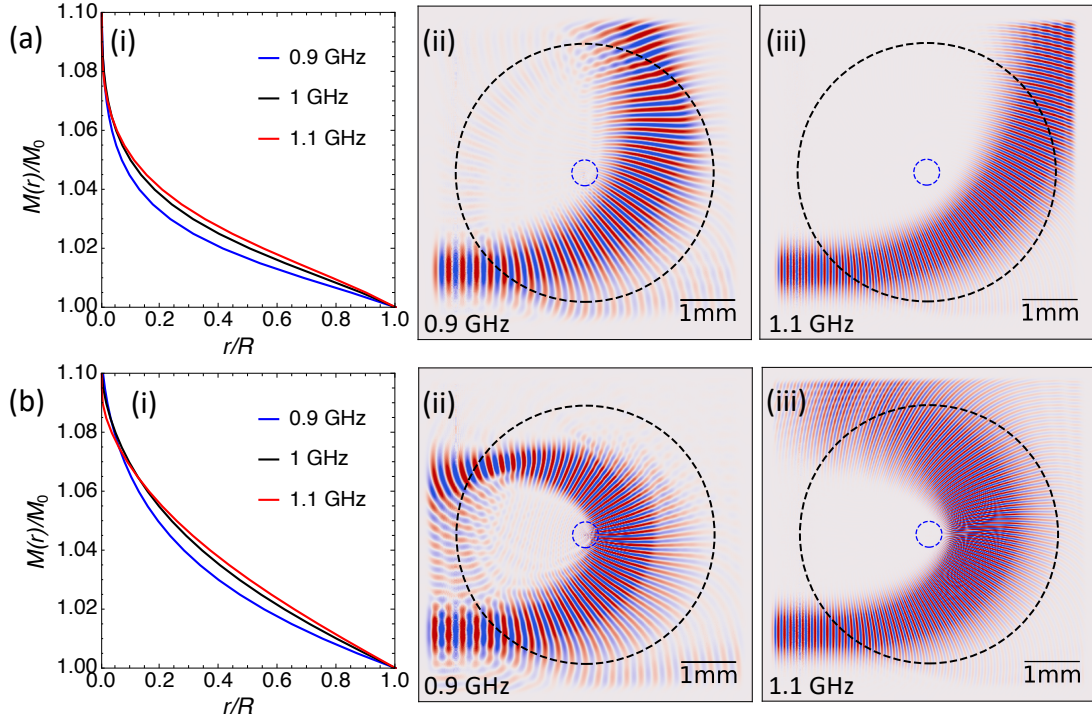 (a)
(i)
1.10
1.08
1.06
1.04
1.02
1.00
M(r)/M0
0.9 GHz
1 GHz
1.1 GHz
0.0 0.2 0.4 0.6 0.8 1.0
r/R
(ii)
0.9 GHz
1mm
(iii)
1.1 GHz
1mm
(b)
(i)
1.10
1.08
1.06
1.04
1.02
1.00
M(r)/M0
0.9 GHz
1 GHz
1.1 GHz
0.0 0.2 0.4 0.6 0.8 1.0
r/R
(ii)
0.9 GHz
1mm
(iii)
1.1 GHz
1mm